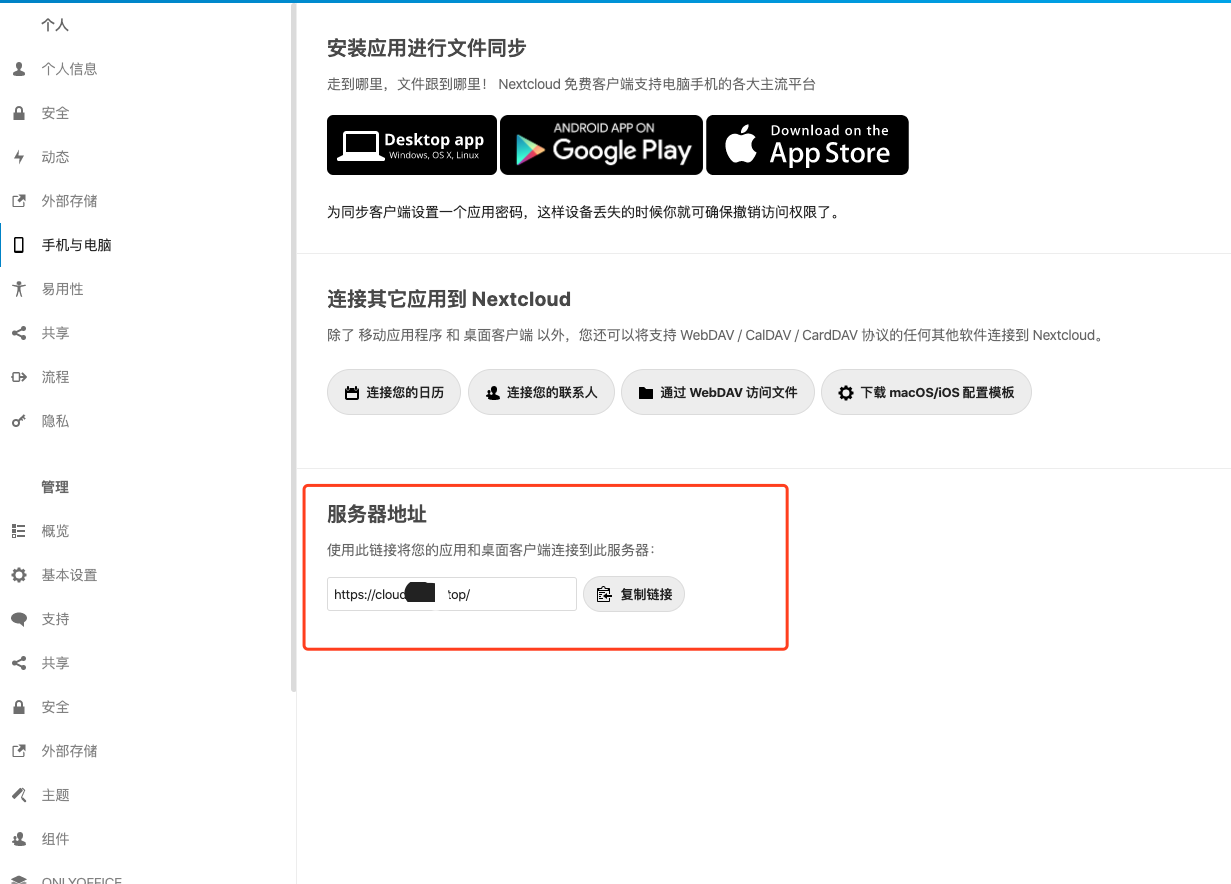 个人
个人信息
安全
动态
外部存储
手机与电脑
易用性
共享
流程
隐私
管理
概览
基本设置
支持
共享
安全
外部存储
主题
组件
ONLYOFFICE
安装应用进行文件同步
走到哪里，文件跟到哪里！ Nextcloud 免费客户端支持电脑手机的各大主流平台
Desktop app
Windows, OS X, Linux
ANDROID APP ON
Google Play
Download on the
App Store
为同步客户端设置一个应用密码，这样设备丢失的时候你就可确保撤销访问权限了。
连接其它应用到 Nextcloud
除了 移动应用程序 和 桌面客户端 以外，您还可以将支持 WebDAV / CalDAV / CardDAV 协议的任何其他软件连接到 Nextcloud。
连接您的日历
连接您的联系人
通过 WebDAV 访问文件
下载 macOS/iOS 配置模板
服务器地址
使用此链接将您的应用和桌面客户端连接到此服务器：
https://cloud top/
复制链接